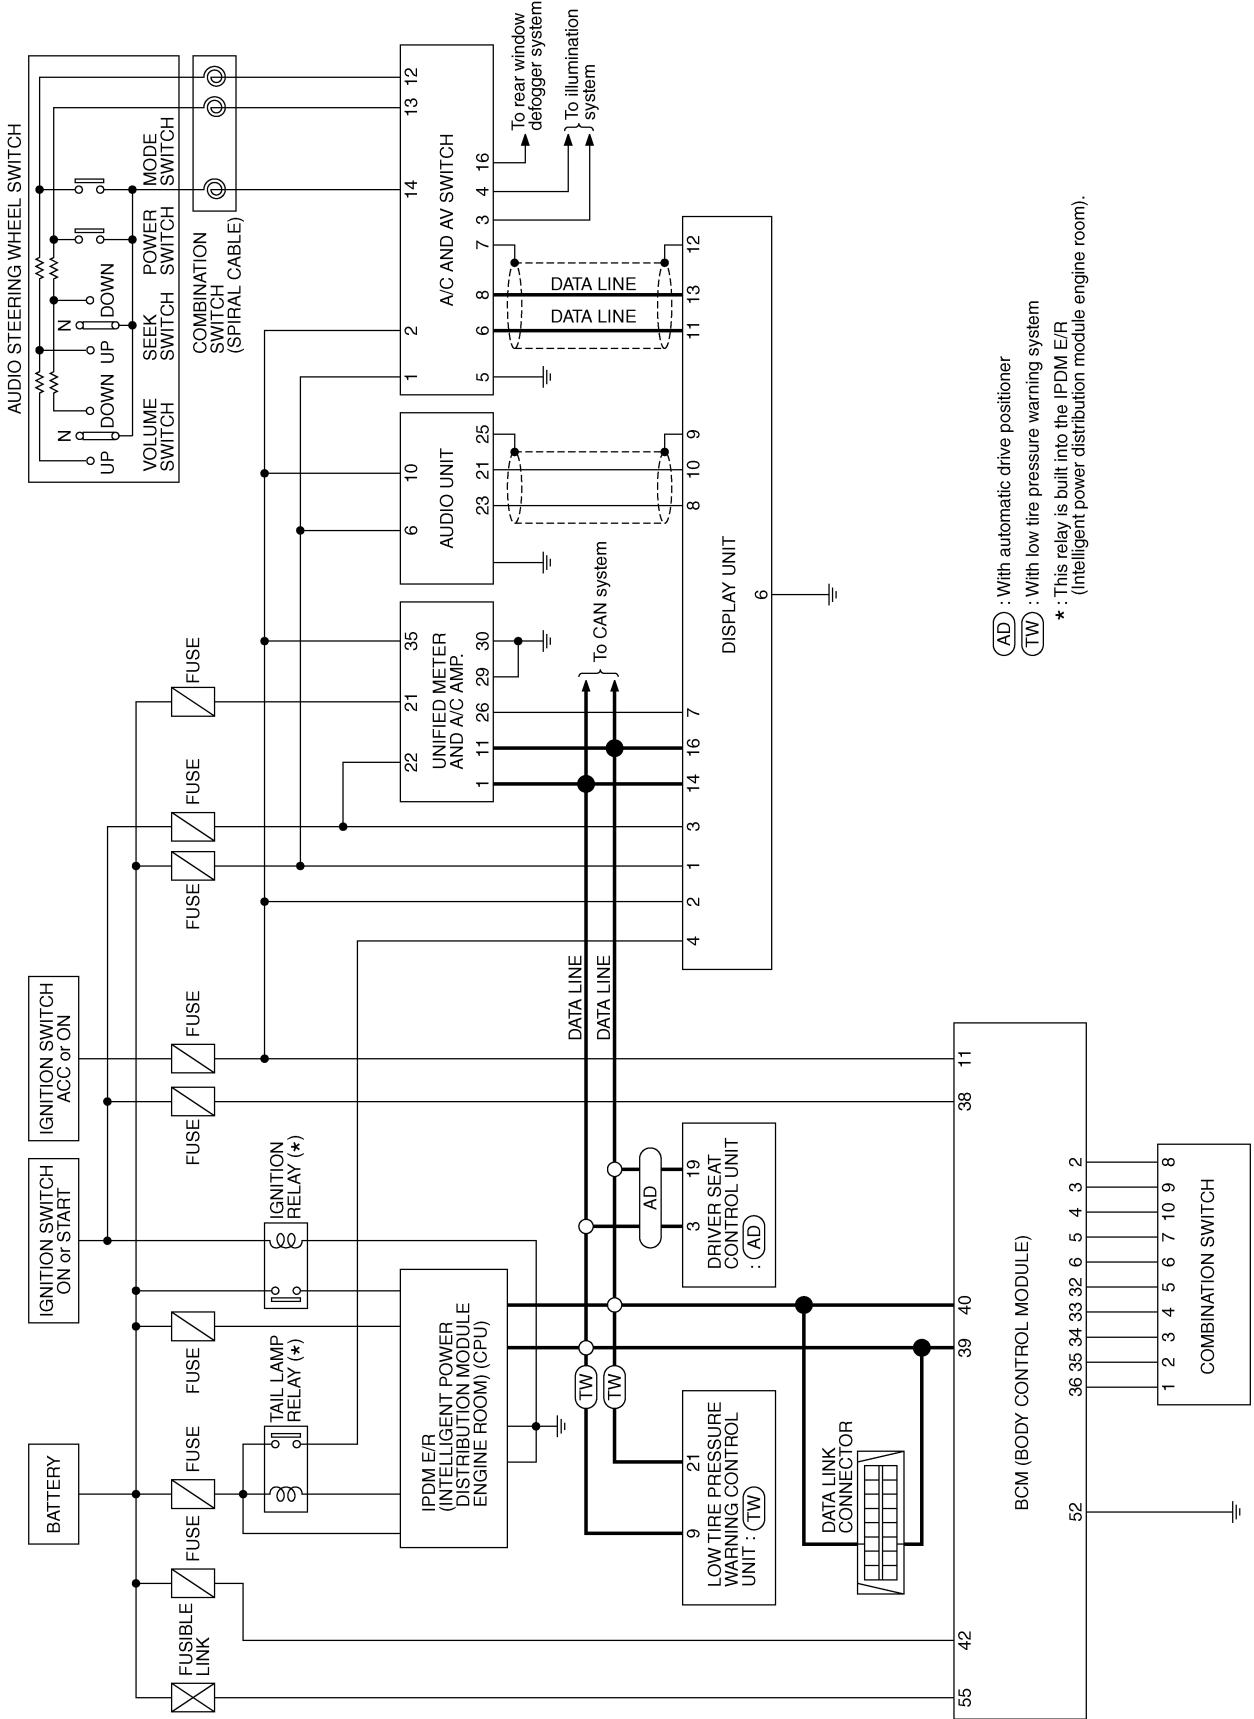 BATTERY
IGNITION SWITCH
ON or START
IGNITION SWITCH
ACC or ON
AUDIO STEERING WHEEL SWITCH
UP
N
DOWN
UP
N
DOWN
VOLUME
SWITCH
SEEK
SWITCH
POWER
SWITCH
MODE
SWITCH
COMBINATION
SWITCH
(SPIRAL CABLE)
FUSIBLE
LINK
FUSE
FUSE
FUSE
FUSE
FUSE
FUSE
FUSE
FUSE
TAIL LAMP
RELAY (*)
IGNITION
RELAY (*)
IPDM E/R
(INTELLIGENT POWER
DISTRIBUTION MODULE
ENGINE ROOM) (CPU)
22 21 35
UNIFIED METER
AND A/C AMP.
1 11 26 29 30
6 10
AUDIO UNIT
23 21 25
1 2 14 13 12
A/C AND AV SWITCH
5 6 8 7 3 4 16
To rear window
defogger system
To illumination
system
DATA LINE
DATA LINE
To CAN system
DATA LINE
DATA LINE
TW
TW
AD
9 21
LOW TIRE PRESSURE
WARNING CONTROL
UNIT : TW
3 19
DRIVER SEAT
CONTROL UNIT
: AD
4 2 1 3 14 16 7 8 10 9 11 13 12
DISPLAY UNIT
6
DATA LINK
CONNECTOR
55 42 39 40 38 11
BCM (BODY CONTROL MODULE)
52 36 35 34 33 32 6 5 4 3 2
1 2 3 4 5 6 7 10 9 8
COMBINATION SWITCH
AD : With automatic drive positioner
TW : With low tire pressure warning system
* : This relay is built into the IPDM E/R
(Intelligent power distribution module engine room).